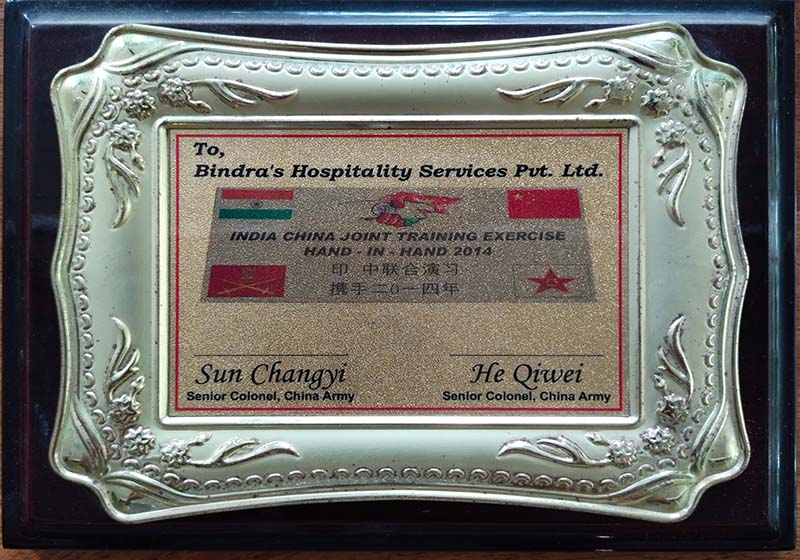 To,
Bindra's Hospitality Services Pvt. Ltd.
INDIA CHINA JOINT TRAINING EXERCISE
HAND - IN - HAND 2014
印 中联合演习
携手二0一四年
Sun Changyi He Qiwei
Senior Colonel, China Army Senior Colonel, China Army